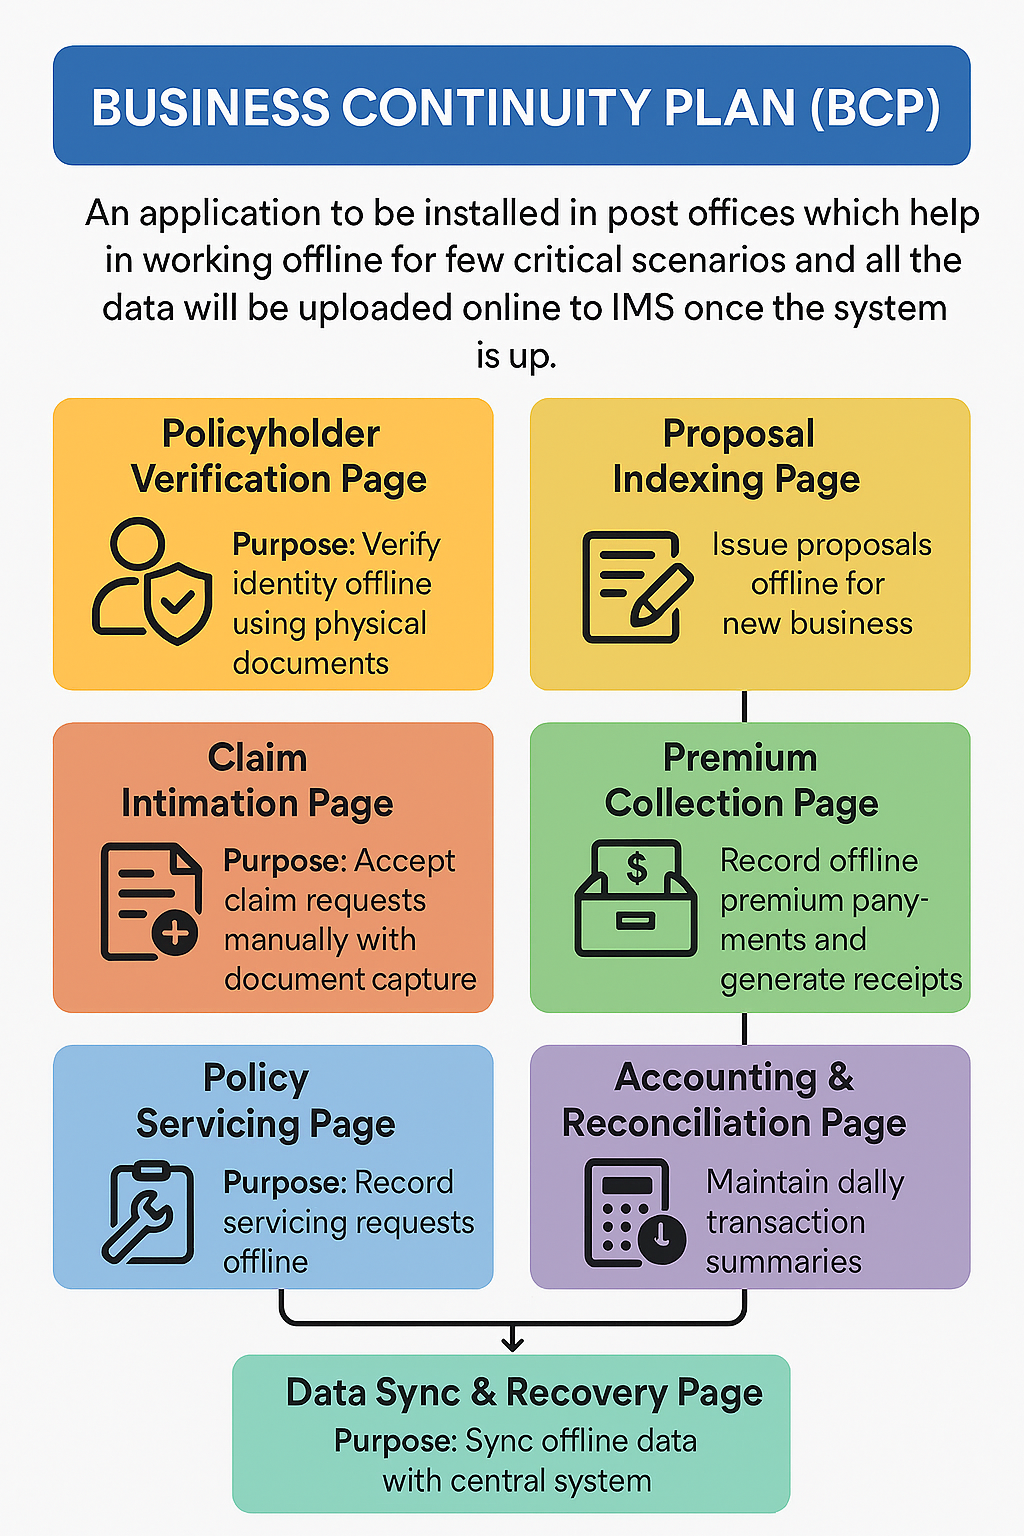 BUSINESS CONTINUITY PLAN (BCP)
An application to be installed in post offices which help
in working offline for few critical scenarios and all the
data will be uploaded online to IMS once the system
is up.
Policyholder
Verification Page
Purpose: Verify
identity offline
using physical
documents
Proposal
Indexing Page
Issue proposals
offline for
new business
Claim
Intimation Page
Purpose: Accept
claim requests
manually with
document capture
Premium
Collection Page
$
Record offline
premium pany-
ments and
generate receipts
Policy
Servicing Page
Purpose: Record
servicing requests
offline
Accounting &
Reconciliation Page
Maintain dally
transaction
summaries
Data Sync & Recovery Page
Purpose: Sync offline data
with central system